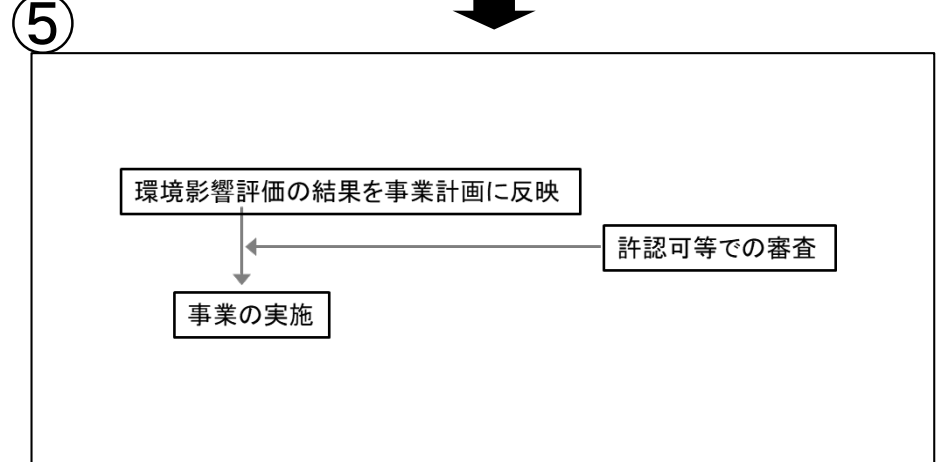 ⑤
環境影響評価の結果を事業計画に反映
許認可等での審査
事業の実施